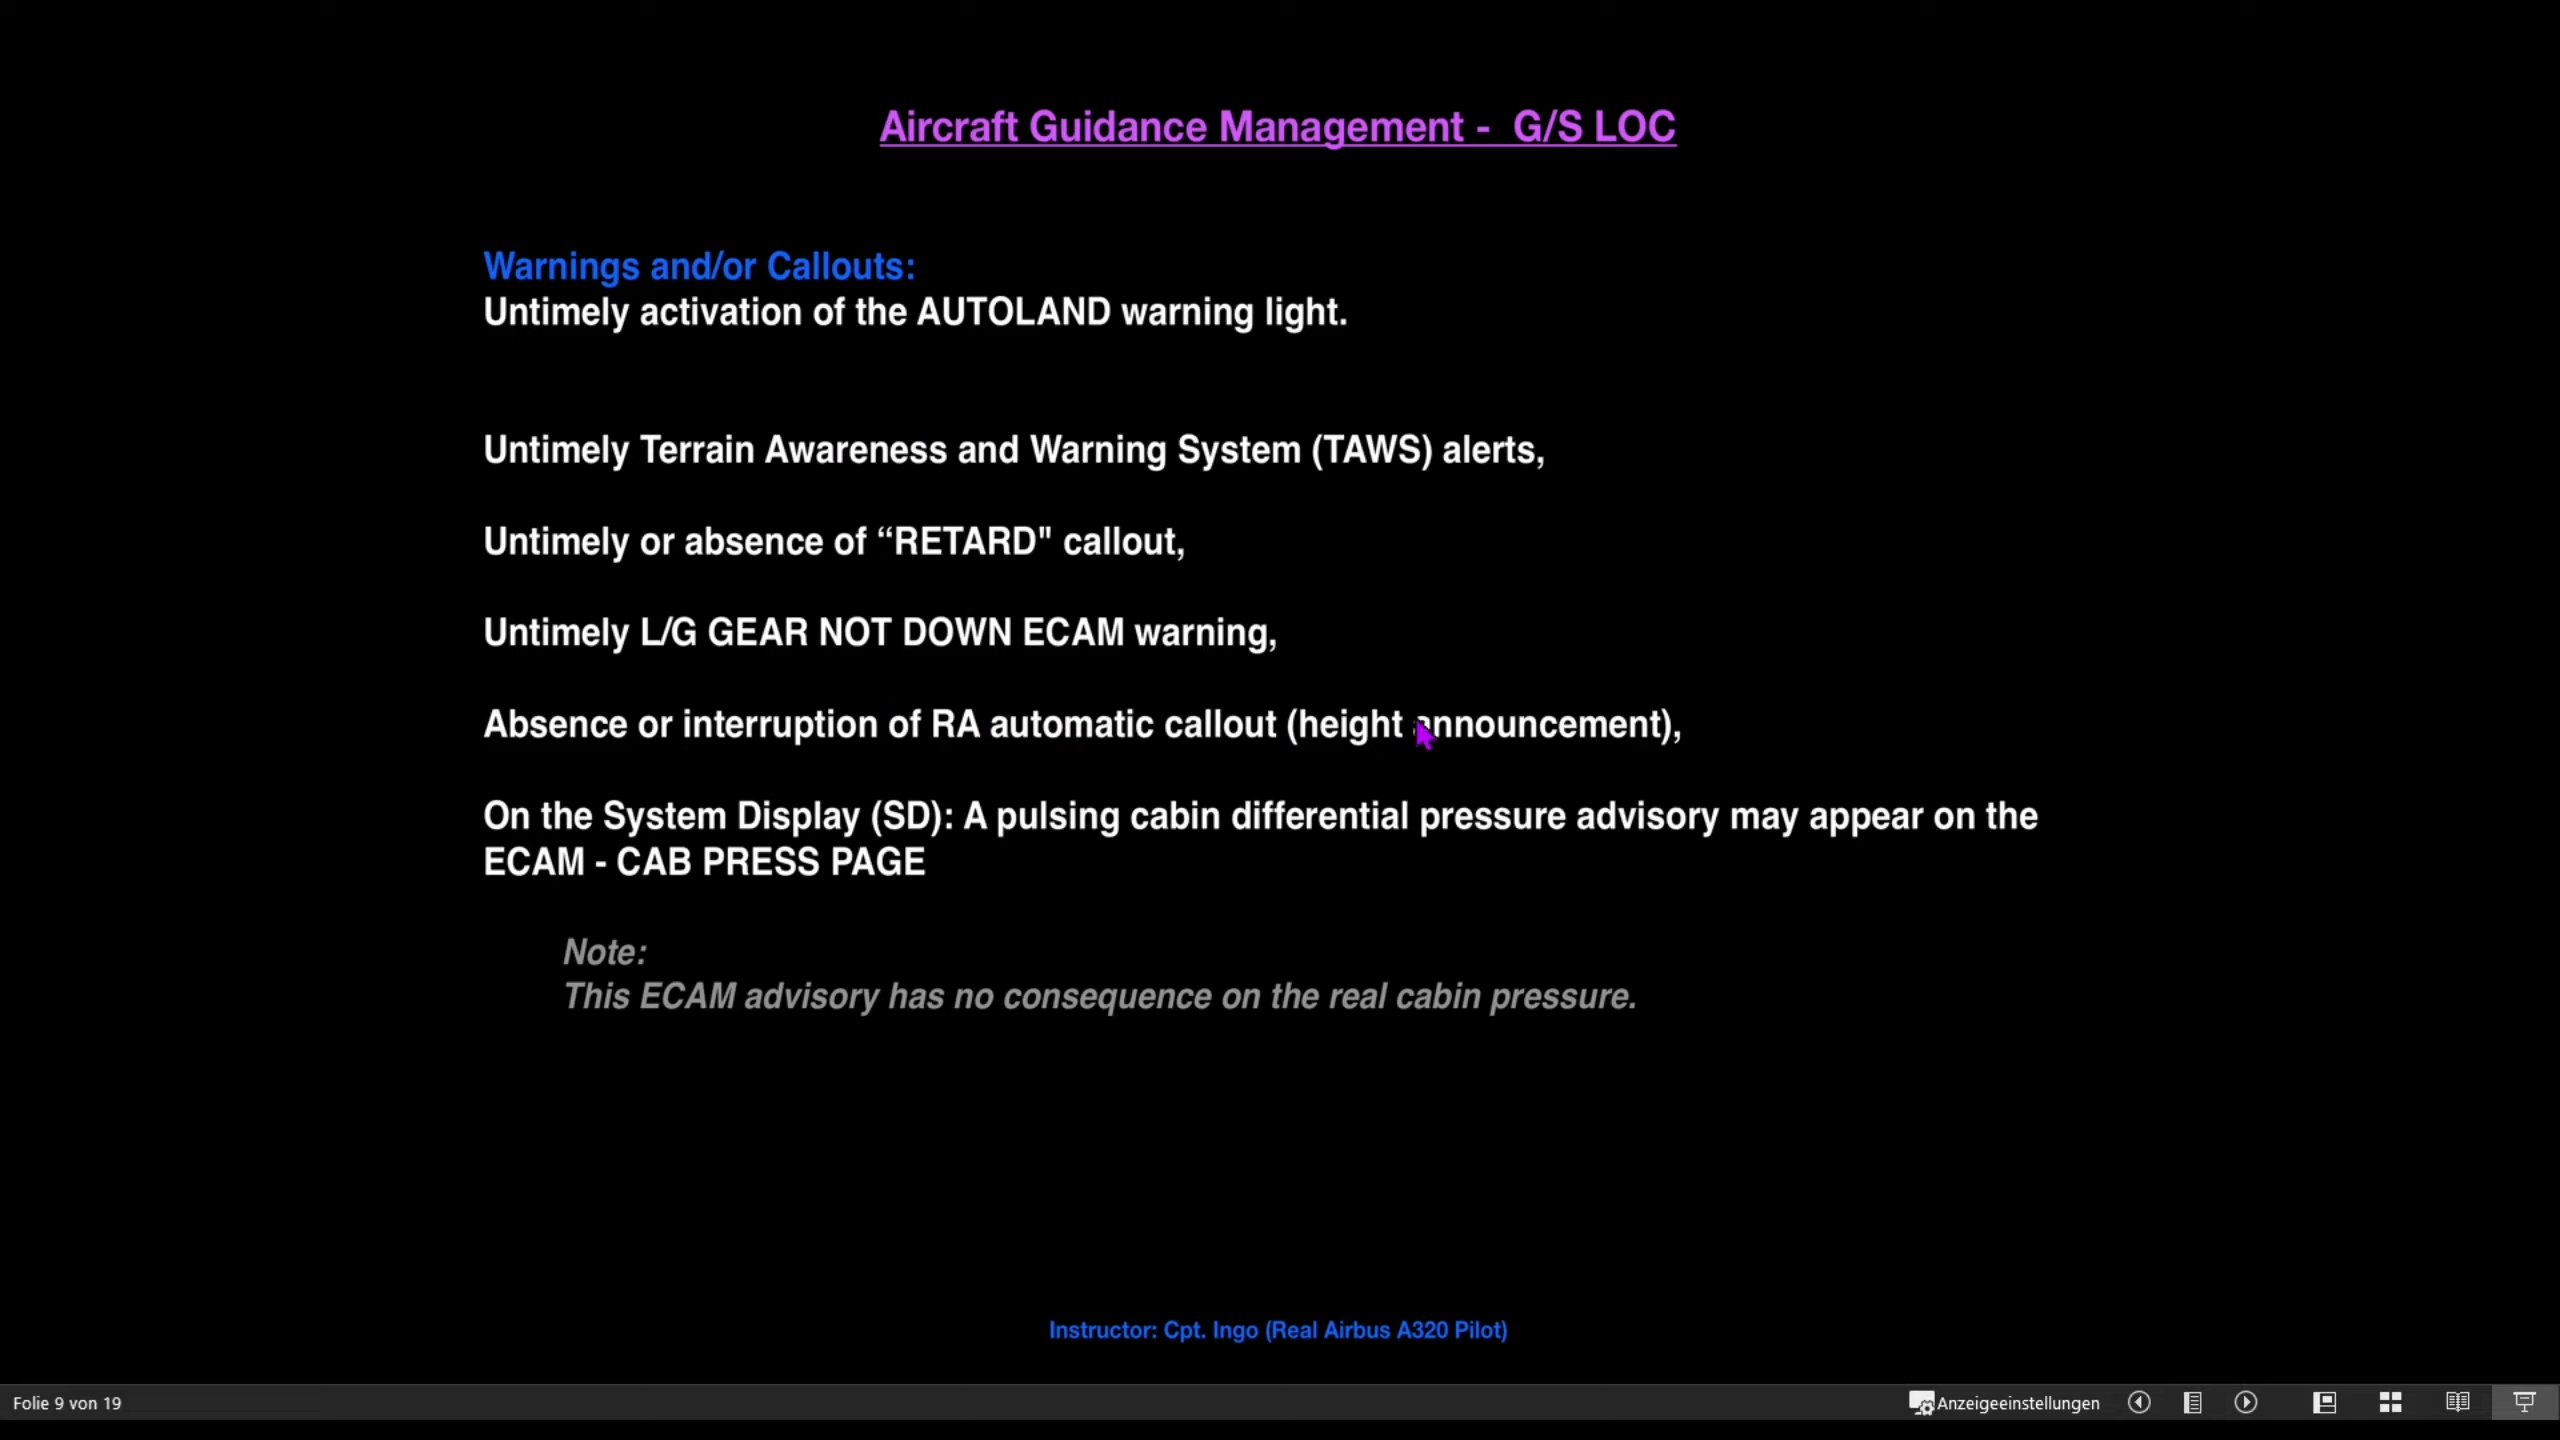 Aircraft Guidance Management -  G/S LOC
Warnings and/or Callouts:
Untimely activation of the AUTOLAND warning light.
Untimely Terrain Awareness and Warning System (TAWS) alerts,
Untimely or absence of “RETARD" callout,
Untimely L/G GEAR NOT DOWN ECAM warning,
Absence or interruption of RA automatic callout (height announcement),
On the System Display (SD): A pulsing cabin differential pressure advisory may appear on the
ECAM - CAB PRESS PAGE
Note:
This ECAM advisory has no consequence on the real cabin pressure.
Instructor: Cpt. Ingo (Real Airbus A320 Pilot)
Folie 9 von 19
Anzeigeeinstellungen